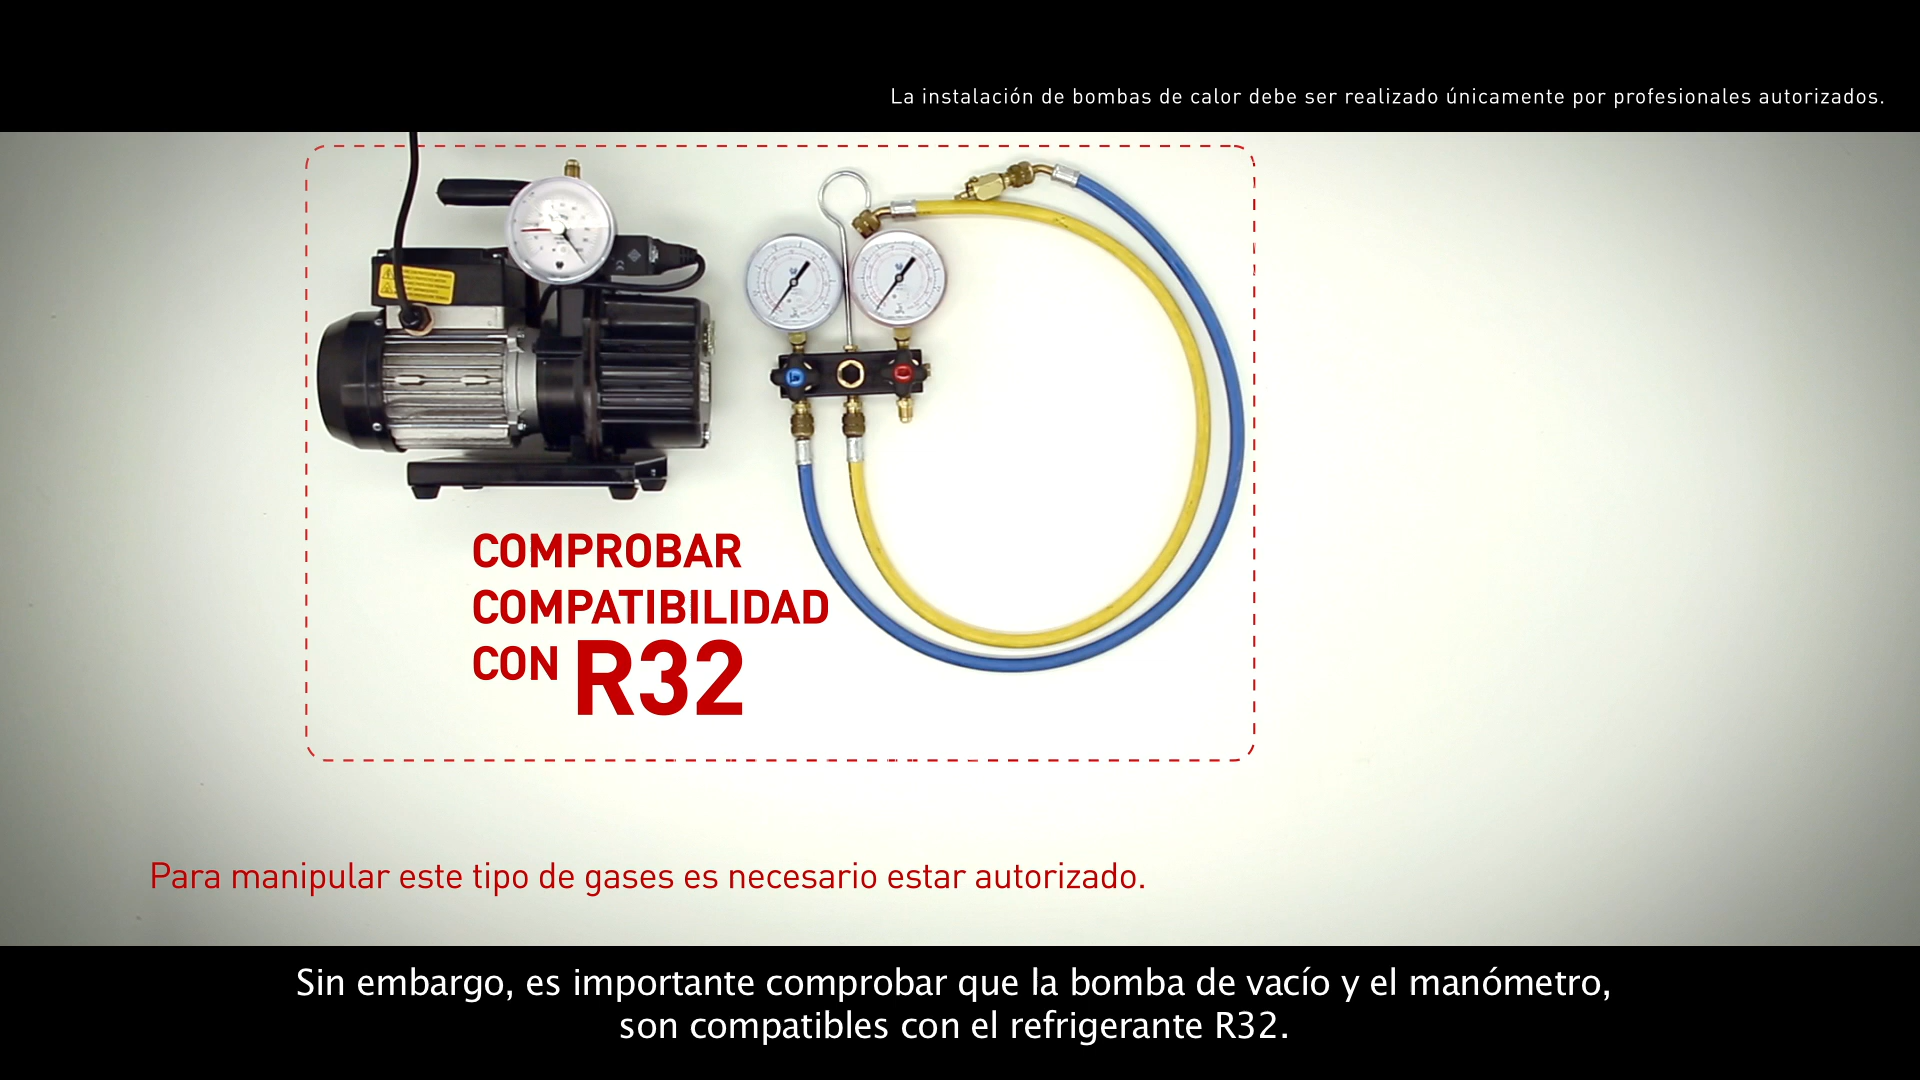 La instalación de bombas de calor debe ser realizado únicamente por profesionales autorizados.
COMPROBAR
COMPATIBILIDAD
CON R32
Para manipular este tipo de gases es necesario estar autorizado.
Sin embargo, es importante comprobar que la bomba de vacío y el manómetro,
son compatibles con el refrigerante R32.